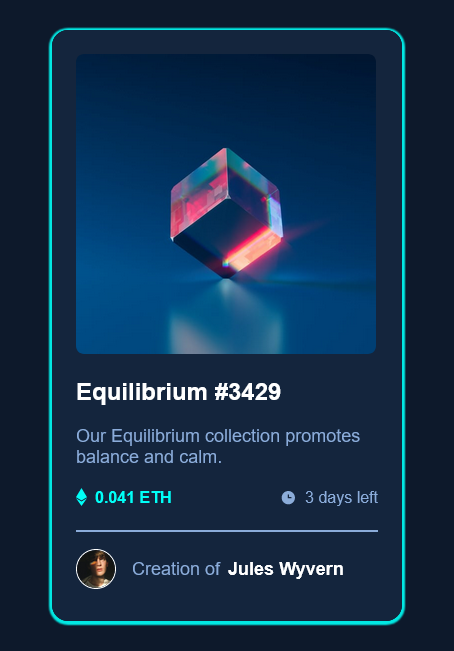 Equilibrium #3429
Our Equilibrium collection promotes
balance and calm.
0.041 ETH
3 days left
Creation of Jules Wyvern